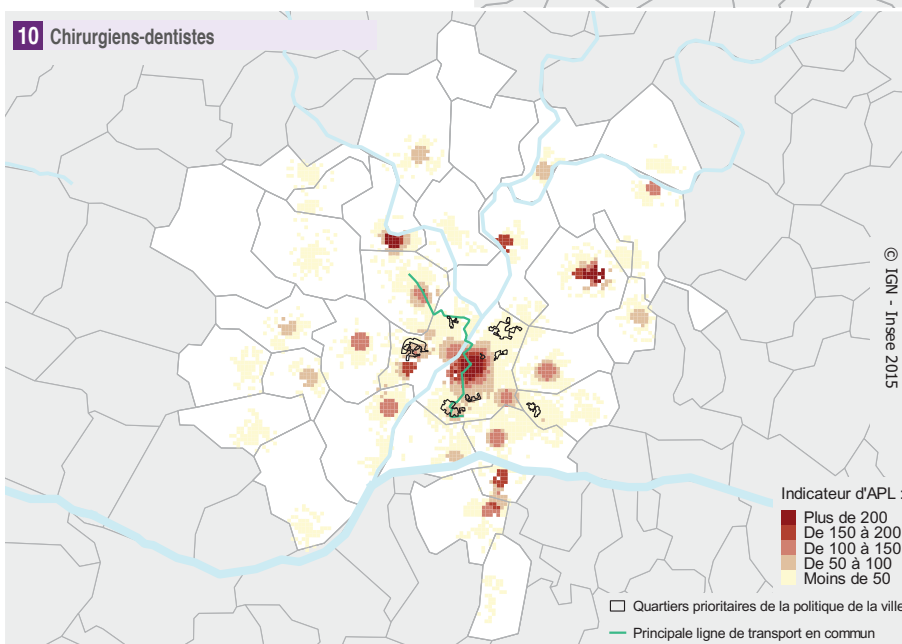 10 Chirurgiens-dentistes
© IGN - Insee 2015
Indicateur d'APL :
Plus de 200
De 150 à 200
De 100 à 150
De 50 à 100
Moins de 50
Quartiers prioritaires de la politique de la ville
Principale ligne de transport en commun